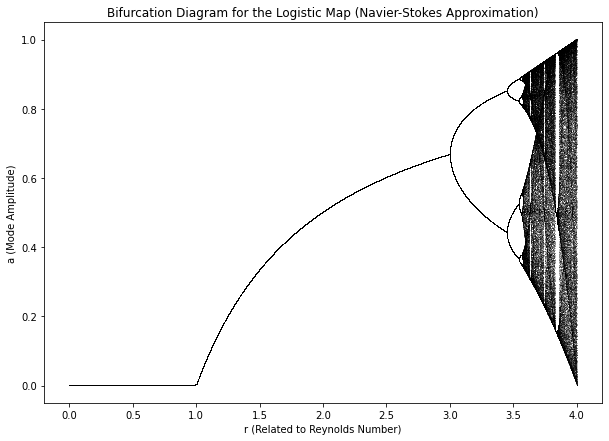 Bifurcation Diagram for the Logistic Map (Navier-Stokes Approximation)
1.0
0.8
0.6
0.4
0.2
0.0
a (Mode Amplitude)
0.0 0.5 1.0 1.5 2.0 2.5 3.0 3.5 4.0
r (Related to Reynolds Number)